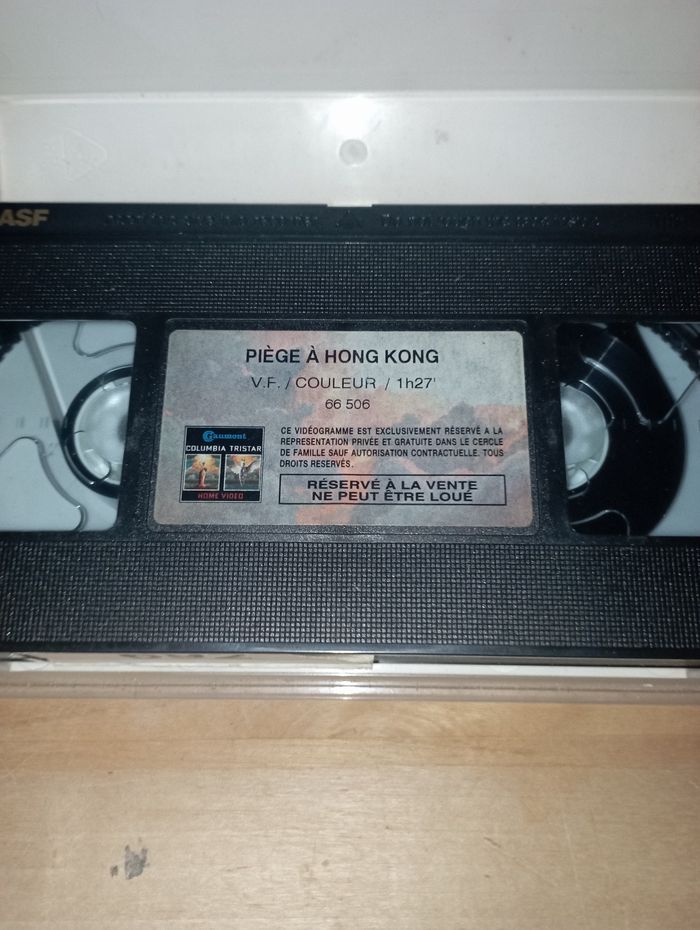 ASF
PIÈGE À HONG KONG
V.F. / COULEUR / 1h27'
66 506
Gaumont
COLUMBIA TRISTAR
HOME VIDEO
CE VIDÉOGRAMME EST EXCLUSIVEMENT RÉSERVÉ A LA
REPRESENTATION PRIVÉE ET GRATUITE DANS LE CERCLE
DE FAMILLE SAUF AUTORISATION CONTRACTUELLE. TOUS
DROITS RESERVÉS.
RÉSERVÉ À LA VENTE
NE PEUT ÊTRE LOUÉ